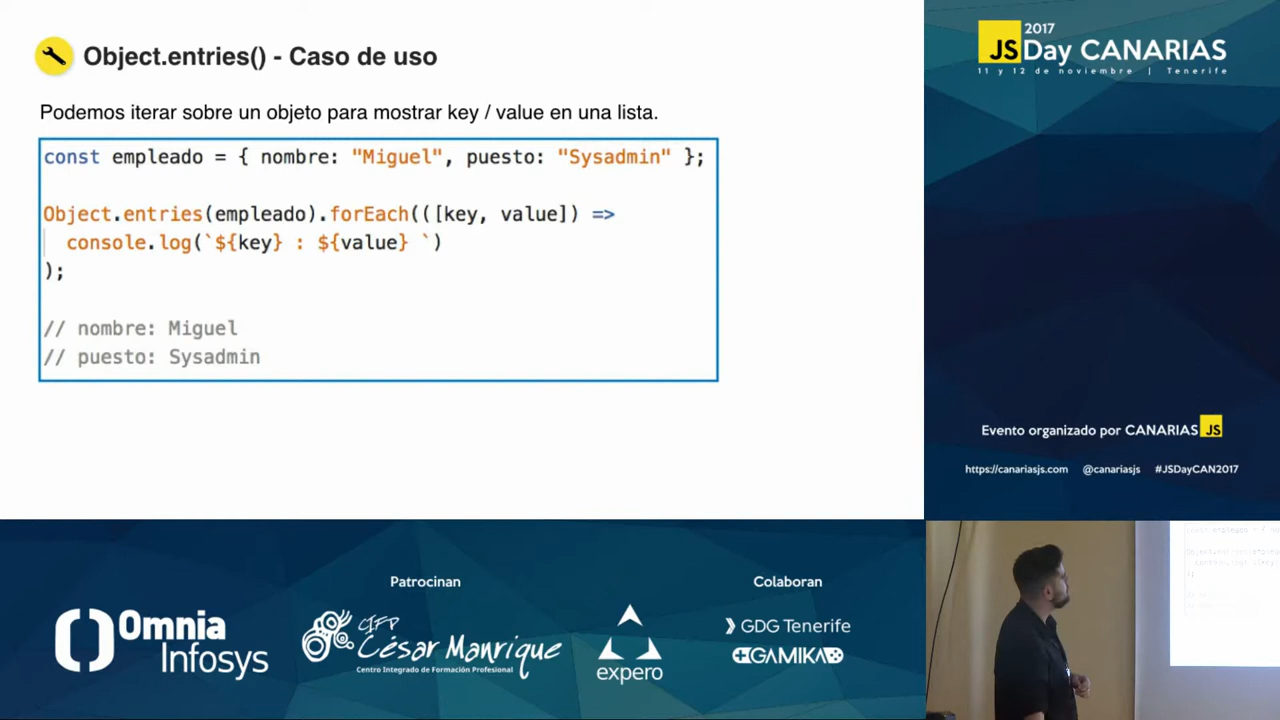 Object.entries() - Caso de uso
Podemos iterar sobre un objeto para mostrar key / value en una lista.
const empleado = { nombre: "Miguel", puesto: "Sysadmin" };
Object.entries(empleado).forEach(([key, value]) =>
console.log(`${key} : ${value} `)
);
// nombre: Miguel
// puesto: Sysadmin
2017
JS Day CANARIAS
11 y 12 de noviembre | Tenerife
Evento organizado por CANARIAS JS
https://canariasjs.com @canariasjs #JSDayCAN2017
Patrocinan
Colaboran
Omnia
Infosys
CIFP
César Manrique
Centro Integrado de Formación Profesional
expero
GDG Tenerife
GAMIKA